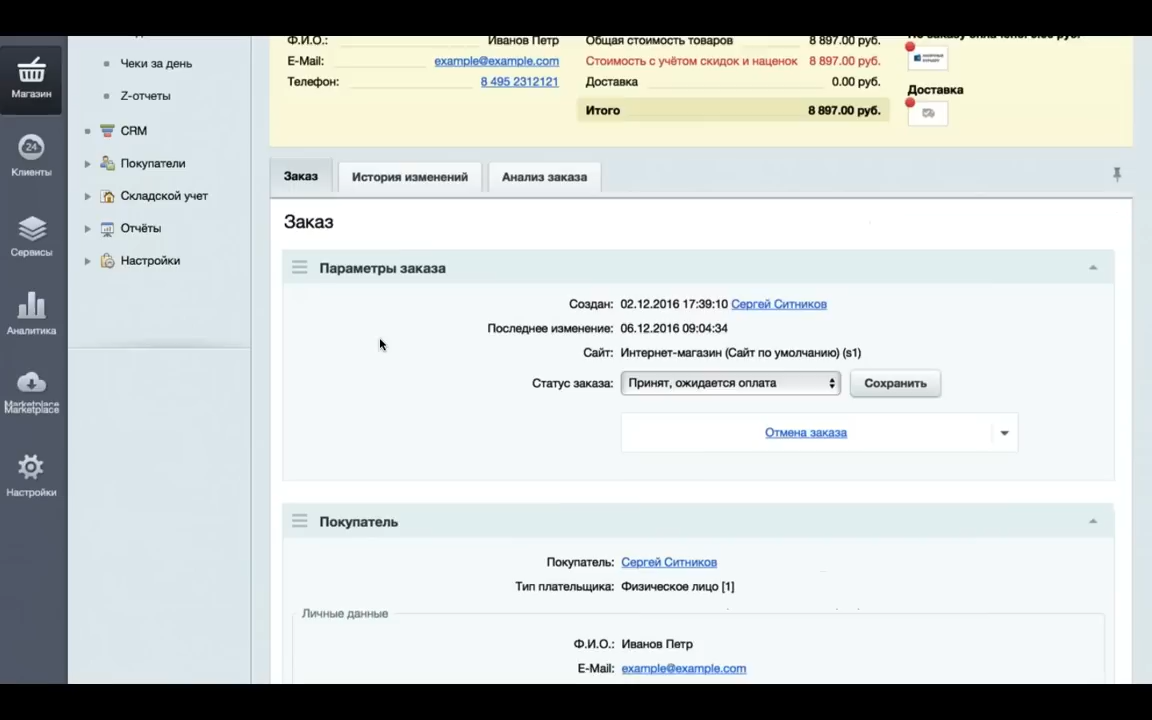 Магазин
Клиенты
24
Сервисы
Аналитика
Marketplace
Marketplace
Настройки
Чеки за день
Z-отчеты
CRM
Покупатели
Складской учет
Отчёты
Настройки
Ф.И.О.: Иванов Петр
E-Mail: example@example.com
Телефон: 8 495 2312121
Общая стоимость товаров 8 897.00 руб.
Стоимость с учётом скидок и наценок 8 897.00 руб.
Доставка 0.00 руб.
Итого 8 897.00 руб.
Доставка
Заказ
История изменений
Анализ заказа
Заказ
Параметры заказа
Создан: 02.12.2016 17:39:10 Сергей Ситников
Последнее изменение: 06.12.2016 09:04:34
Сайт: Интернет-магазин (Сайт по умолчанию) (s1)
Статус заказа: Принят, ожидается оплата Сохранить
Отмена заказа
Покупатель
Покупатель: Сергей Ситников
Тип плательщика: Физическое лицо [1]
Личные данные
Ф.И.О.: Иванов Петр
E-Mail: example@example.com